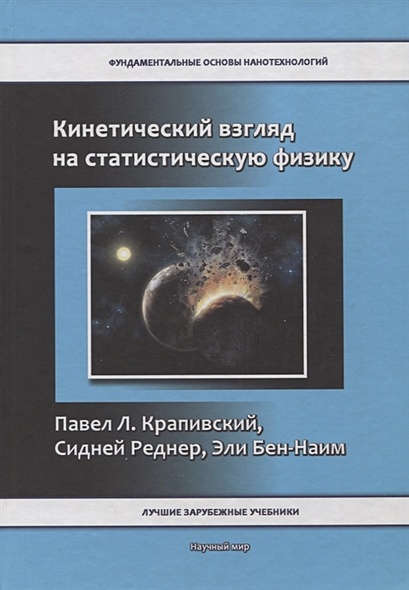 ФУНДАМЕНТАЛЬНЫЕ ОСНОВЫ НАНОТЕХНОЛОГИЙ
Кинетический взгляд
на статистическую физику
Павел Л. Крапивский,
Сидней Реднер, Эли Бен-Наим
ЛУЧШИЕ ЗАРУБЕЖНЫЕ УЧЕБНИКИ
Научный мир